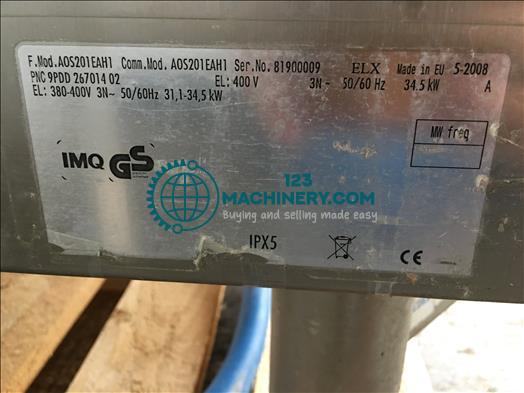 F.Mod.AOS201EAH1 Comm.Mod. AOS201EAH1 Ser.No. 81900009 ELX Made in EU 5-2008
PNC 9PDD 267014 02 EL: 400 V 3N~ 50/60 Hz 34.5 kW A
EL: 380-400V 3N~ 50/60Hz 31,1-34,5 kW
MW freq
IMQ GS
123
MACHINERY.COM
Buying and selling made easy
IPX5
CE